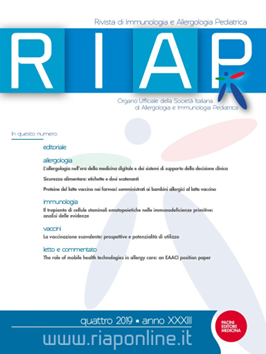 Rivista di Immunologia e Allergologia Pediatrica
RIAP
Organo Ufficiale della Società Italiana
di Allergologia e Immunologia Pediatrica
In questo numero
editoriale
allergologia
L'allergologia nell'era della medicina digitale e dei sistemi di supporto della decisione clinica
Sicurezza alimentare: etichette e dosi scatenanti
Proteine del latte vaccino nei farmaci somministrati ai bambini allergici al latte vaccino
immunologia
Il trapianto di cellule staminali ematopoietiche nelle immunodeficienze primitive:
analisi delle evidenze
vaccini
La vaccinazione esavalente: prospettive e potenzialità di utilizzo
letto e commentato
The role of mobile health technologies in allergy care: an EAACI position paper
quattro 2019 • anno XXXIII
www.riaponline.it
PACINI
EDITORE
MEDICINA